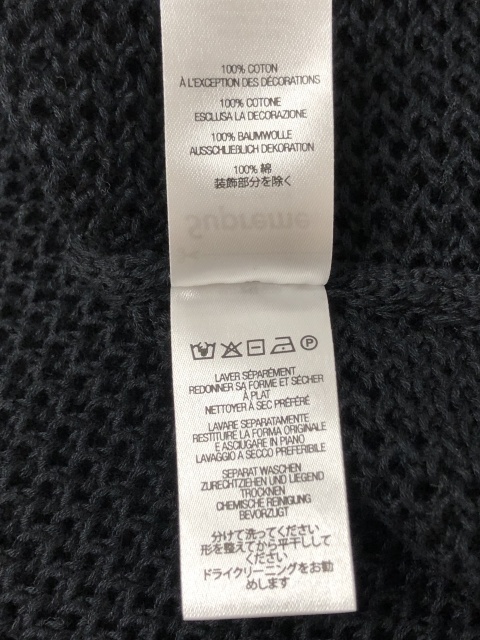 100% COTON
À L'EXCEPTION DES DÉCORATIONS
100% COTONE
ESCLUSA LA DECORAZIONE
100% BAUMWOLLE
AUSSCHLIEBLICH DEKORATION
100% 綿
装飾部分を除く
Supreme
LAVER SÉPARÉMENT
REDONNER SA FORME ET SÉCHER
À PLAT
NETTOYER À SEC PRÉFÉRÉ
LAVARE SEPARATAMENTE
RESTITUIRE LA FORMA ORIGINALE
E ASCIUGARE IN PIANO
LAVAGGIO A SECCO PREFERIBILE
SEPARAT WASCHEN
ZURECHTZIEHEN UND LIEGEND
TROCKNEN
CHEMISCHE REINIGUNG
BEVORZUGT
分けて洗ってください
形を整えてから平干しして
ください
ドライクリーニングをお勧
めします